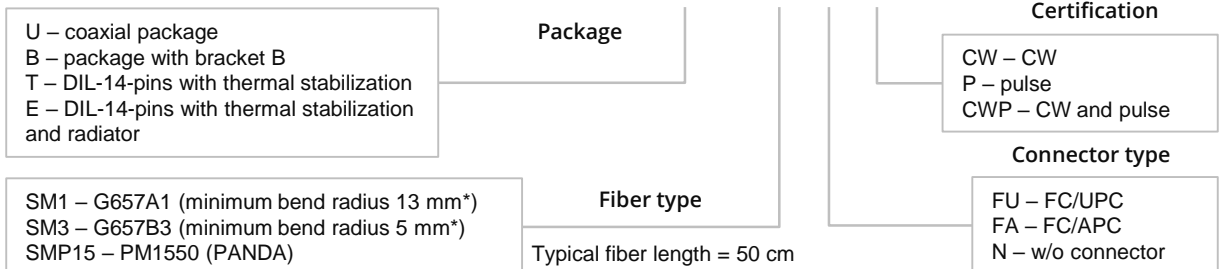 Certification
U – coaxial package
B – package with bracket B
T – DIL-14-pins with thermal stabilization
E – DIL-14-pins with thermal stabilization
and radiator
Package
CW – CW
P – pulse
CWP – CW and pulse
Connector type
SM1 – G657A1 (minimum bend radius 13 mm*)
SM3 – G657B3 (minimum bend radius 5 mm*)
SMP15 – PM1550 (PANDA)
Fiber type
Typical fiber length = 50 cm
FU – FC/UPC
FA – FC/APC
N – w/o connector